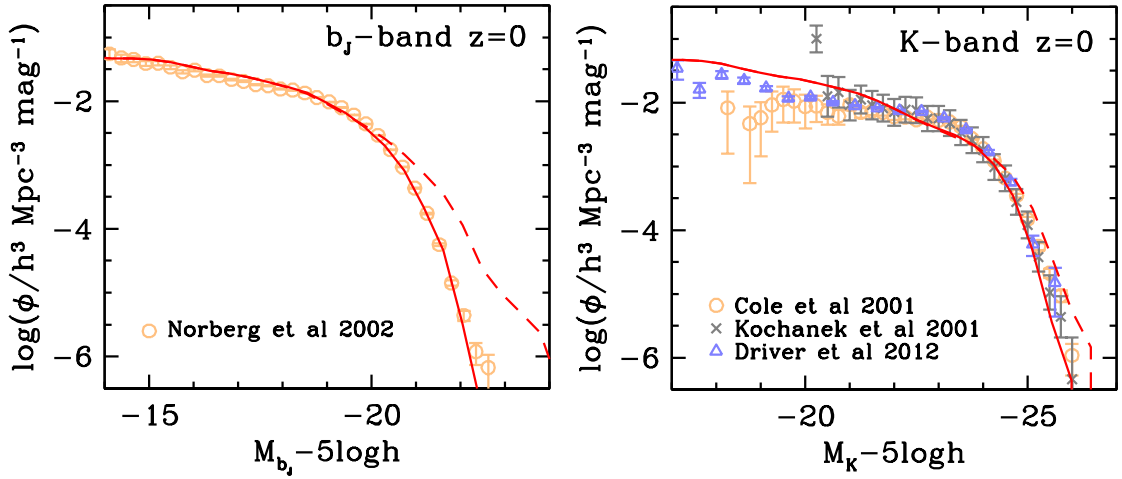 b_J-band z=0
K-band z=0
log(ϕ/h³ Mpc⁻³ mag⁻¹)
-2
-4
-6
Norberg et al 2002
-15
-20
M_{b_J}-5logh
log(ϕ/h³ Mpc⁻³ mag⁻¹)
-2
-4
-6
Cole et al 2001
Kochanek et al 2001
Driver et al 2012
-20
-25
M_K-5logh